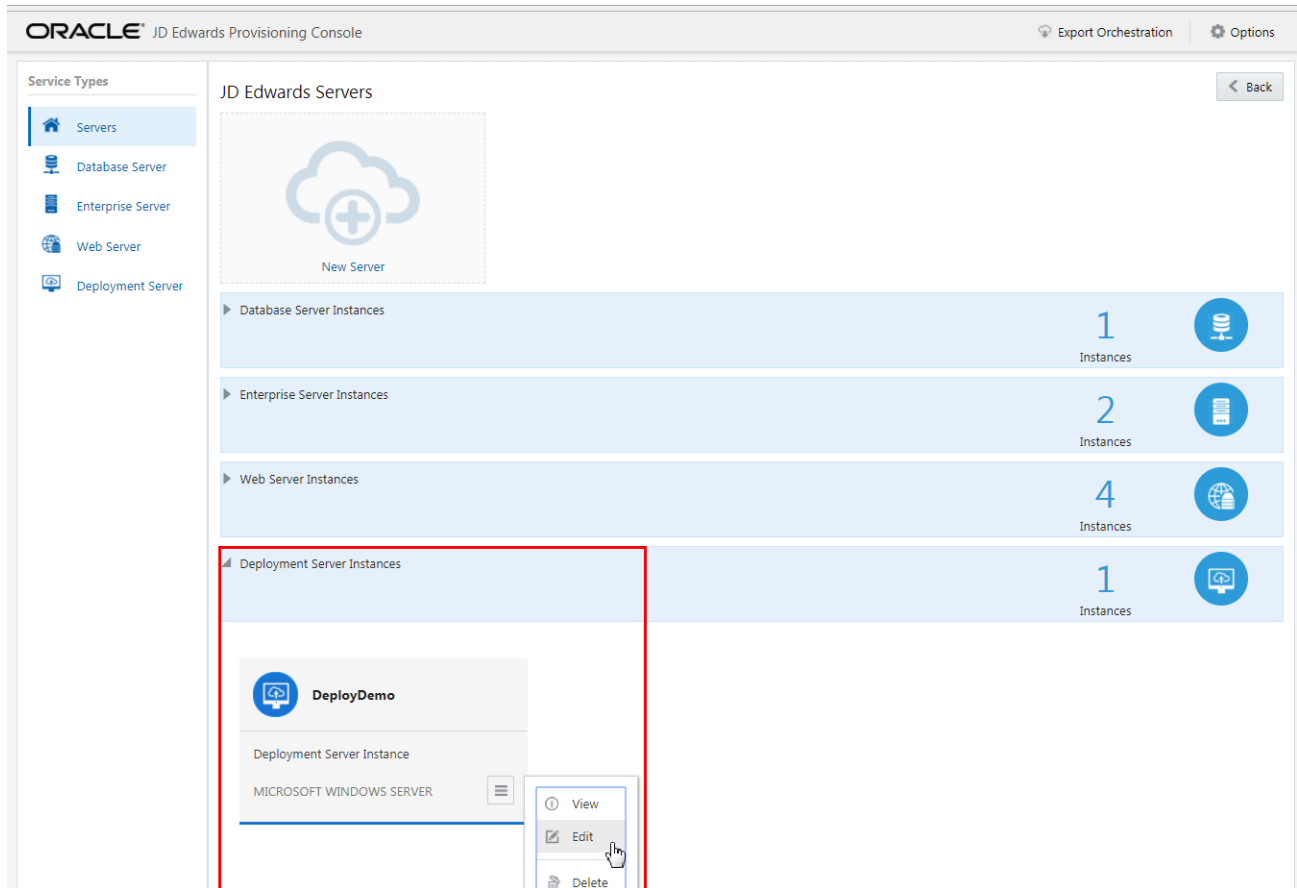 ORACLE® JD Edwards Provisioning Console
Export Orchestration
Options
Service Types
Servers
Database Server
Enterprise Server
Web Server
Deployment Server
JD Edwards Servers
Back
New Server
Database Server Instances
1
Instances
Enterprise Server Instances
2
Instances
Web Server Instances
4
Instances
Deployment Server Instances
1
Instances
DeployDemo
Deployment Server Instance
MICROSOFT WINDOWS SERVER
View
Edit
Delete